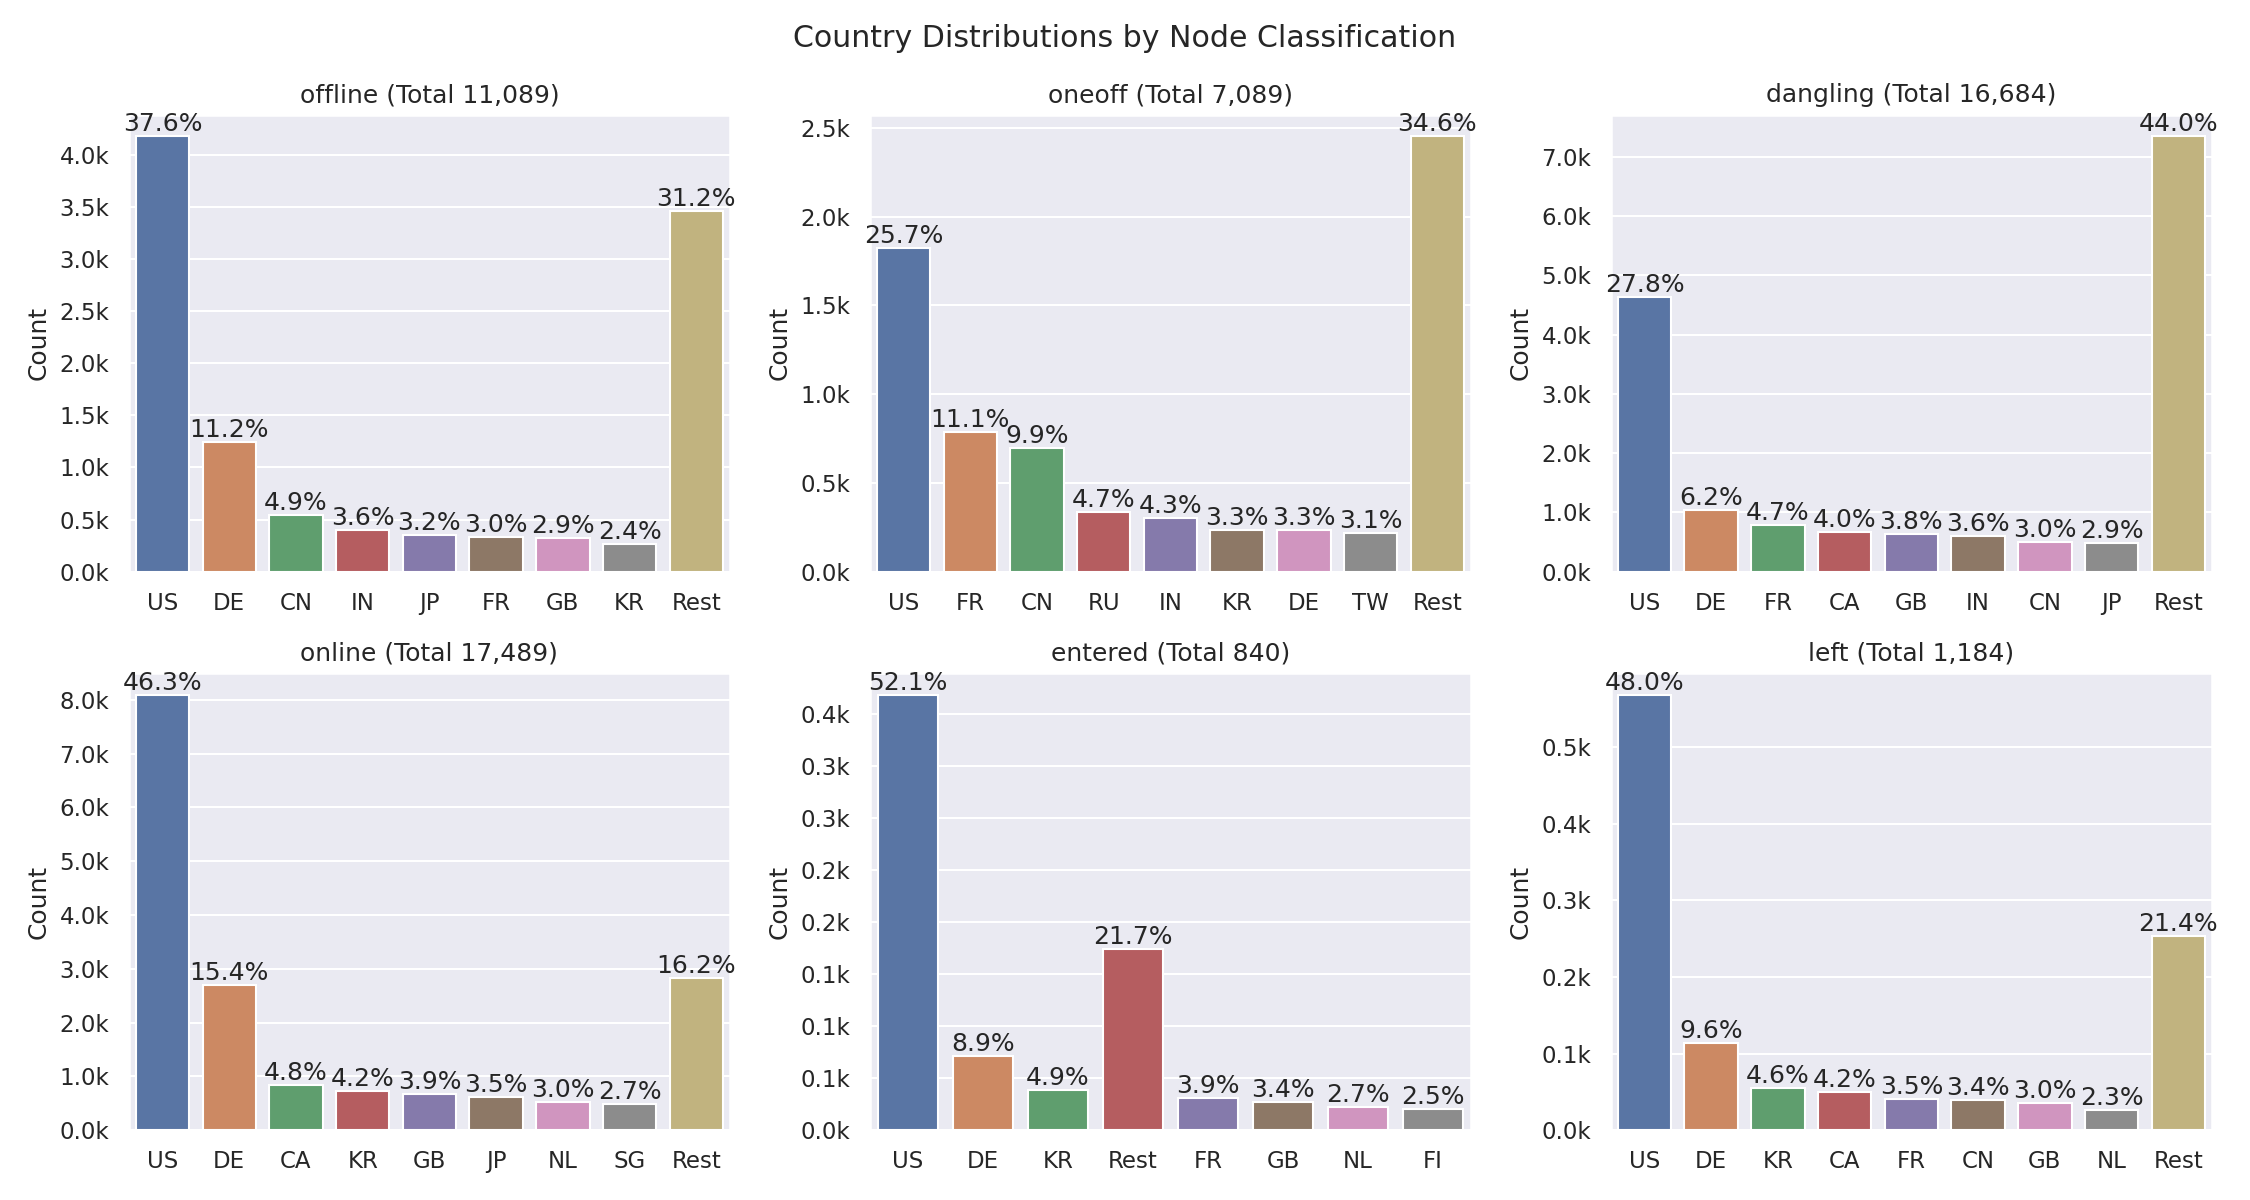 Country Distributions by Node Classification
offline (Total 11,089)
Count
4.0k
3.5k
3.0k
2.5k
2.0k
1.5k
1.0k
0.5k
0.0k
37.6%
11.2%
4.9%
3.6%
3.2%
3.0%
2.9%
2.4%
31.2%
US DE CN IN JP FR GB KR Rest
oneoff (Total 7,089)
Count
2.5k
2.0k
1.5k
1.0k
0.5k
0.0k
25.7%
11.1%
9.9%
4.7%
4.3%
3.3%
3.3%
3.1%
34.6%
US FR CN RU IN KR DE TW Rest
dangling (Total 16,684)
Count
7.0k
6.0k
5.0k
4.0k
3.0k
2.0k
1.0k
0.0k
27.8%
6.2%
4.7%
4.0%
3.8%
3.6%
3.0%
2.9%
44.0%
US DE FR CA GB IN CN JP Rest
online (Total 17,489)
Count
8.0k
7.0k
6.0k
5.0k
4.0k
3.0k
2.0k
1.0k
0.0k
46.3%
15.4%
4.8%
4.2%
3.9%
3.5%
3.0%
2.7%
16.2%
US DE CA KR GB JP NL SG Rest
entered (Total 840)
Count
0.4k
0.3k
0.3k
0.2k
0.2k
0.1k
0.1k
0.1k
0.0k
52.1%
8.9%
4.9%
21.7%
3.9%
3.4%
2.7%
2.5%
US DE KR Rest FR GB NL FI
left (Total 1,184)
Count
0.5k
0.4k
0.3k
0.2k
0.1k
0.0k
48.0%
9.6%
4.6%
4.2%
3.5%
3.4%
3.0%
2.3%
21.4%
US DE KR CA FR CN GB NL Rest